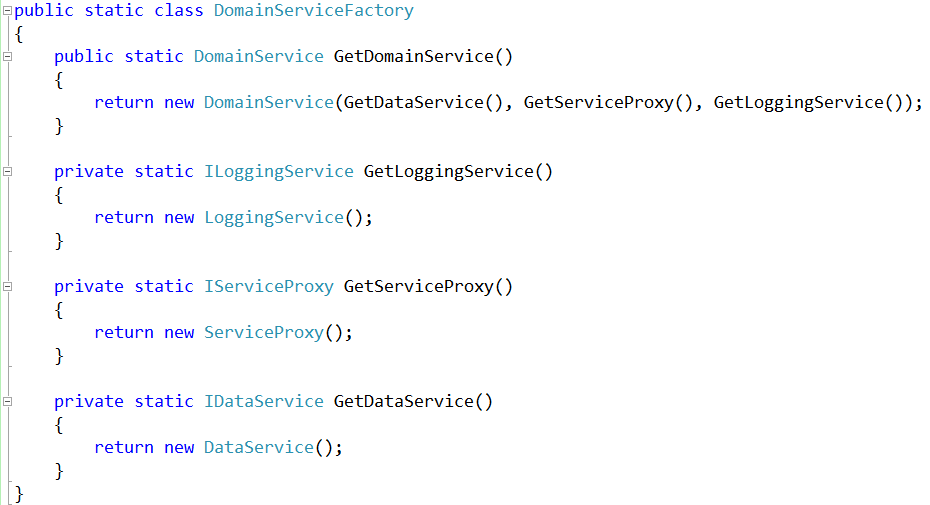 public static class DomainServiceFactory
{
    public static DomainService GetDomainService()
    {
        return new DomainService(GetDataService(), GetServiceProxy(), GetLoggingService());
    }

    private static ILoggingService GetLoggingService()
    {
        return new LoggingService();
    }

    private static IServiceProxy GetServiceProxy()
    {
        return new ServiceProxy();
    }

    private static IDataService GetDataService()
    {
        return new DataService();
    }
}